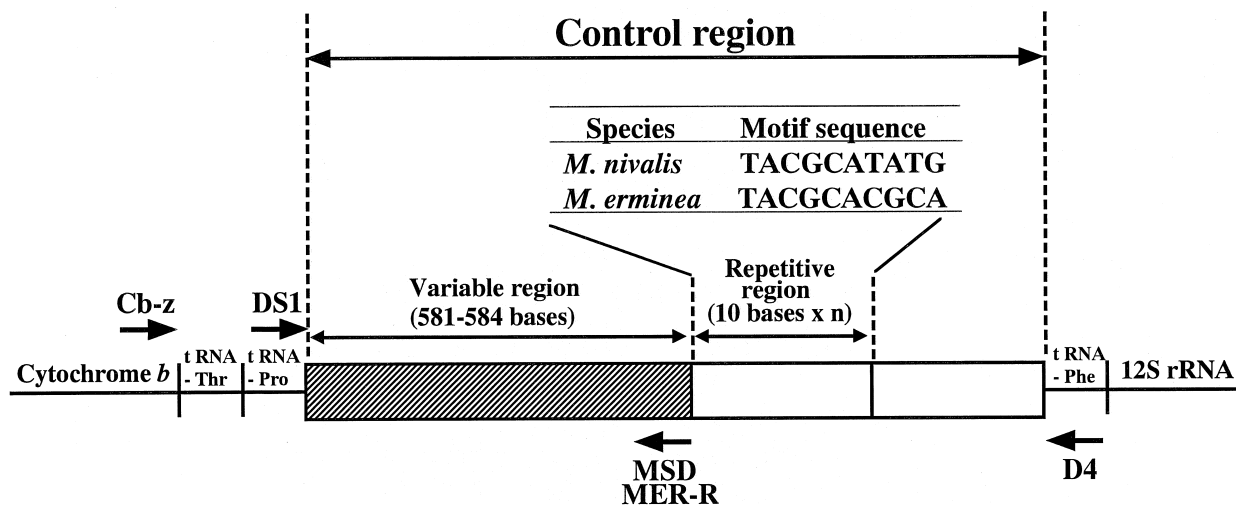 Control region
Species Motif sequence
M. nivalis TACGCATATG
M. erminea TACGCACGCA
Variable region
(581-584 bases)
Repetitive
region
(10 bases x n)
Cb-z
DS1
Cytochrome b
t RNA
- Thr
t RNA
- Pro
t RNA
- Phe
12S rRNA
MSD
MER-R
D4